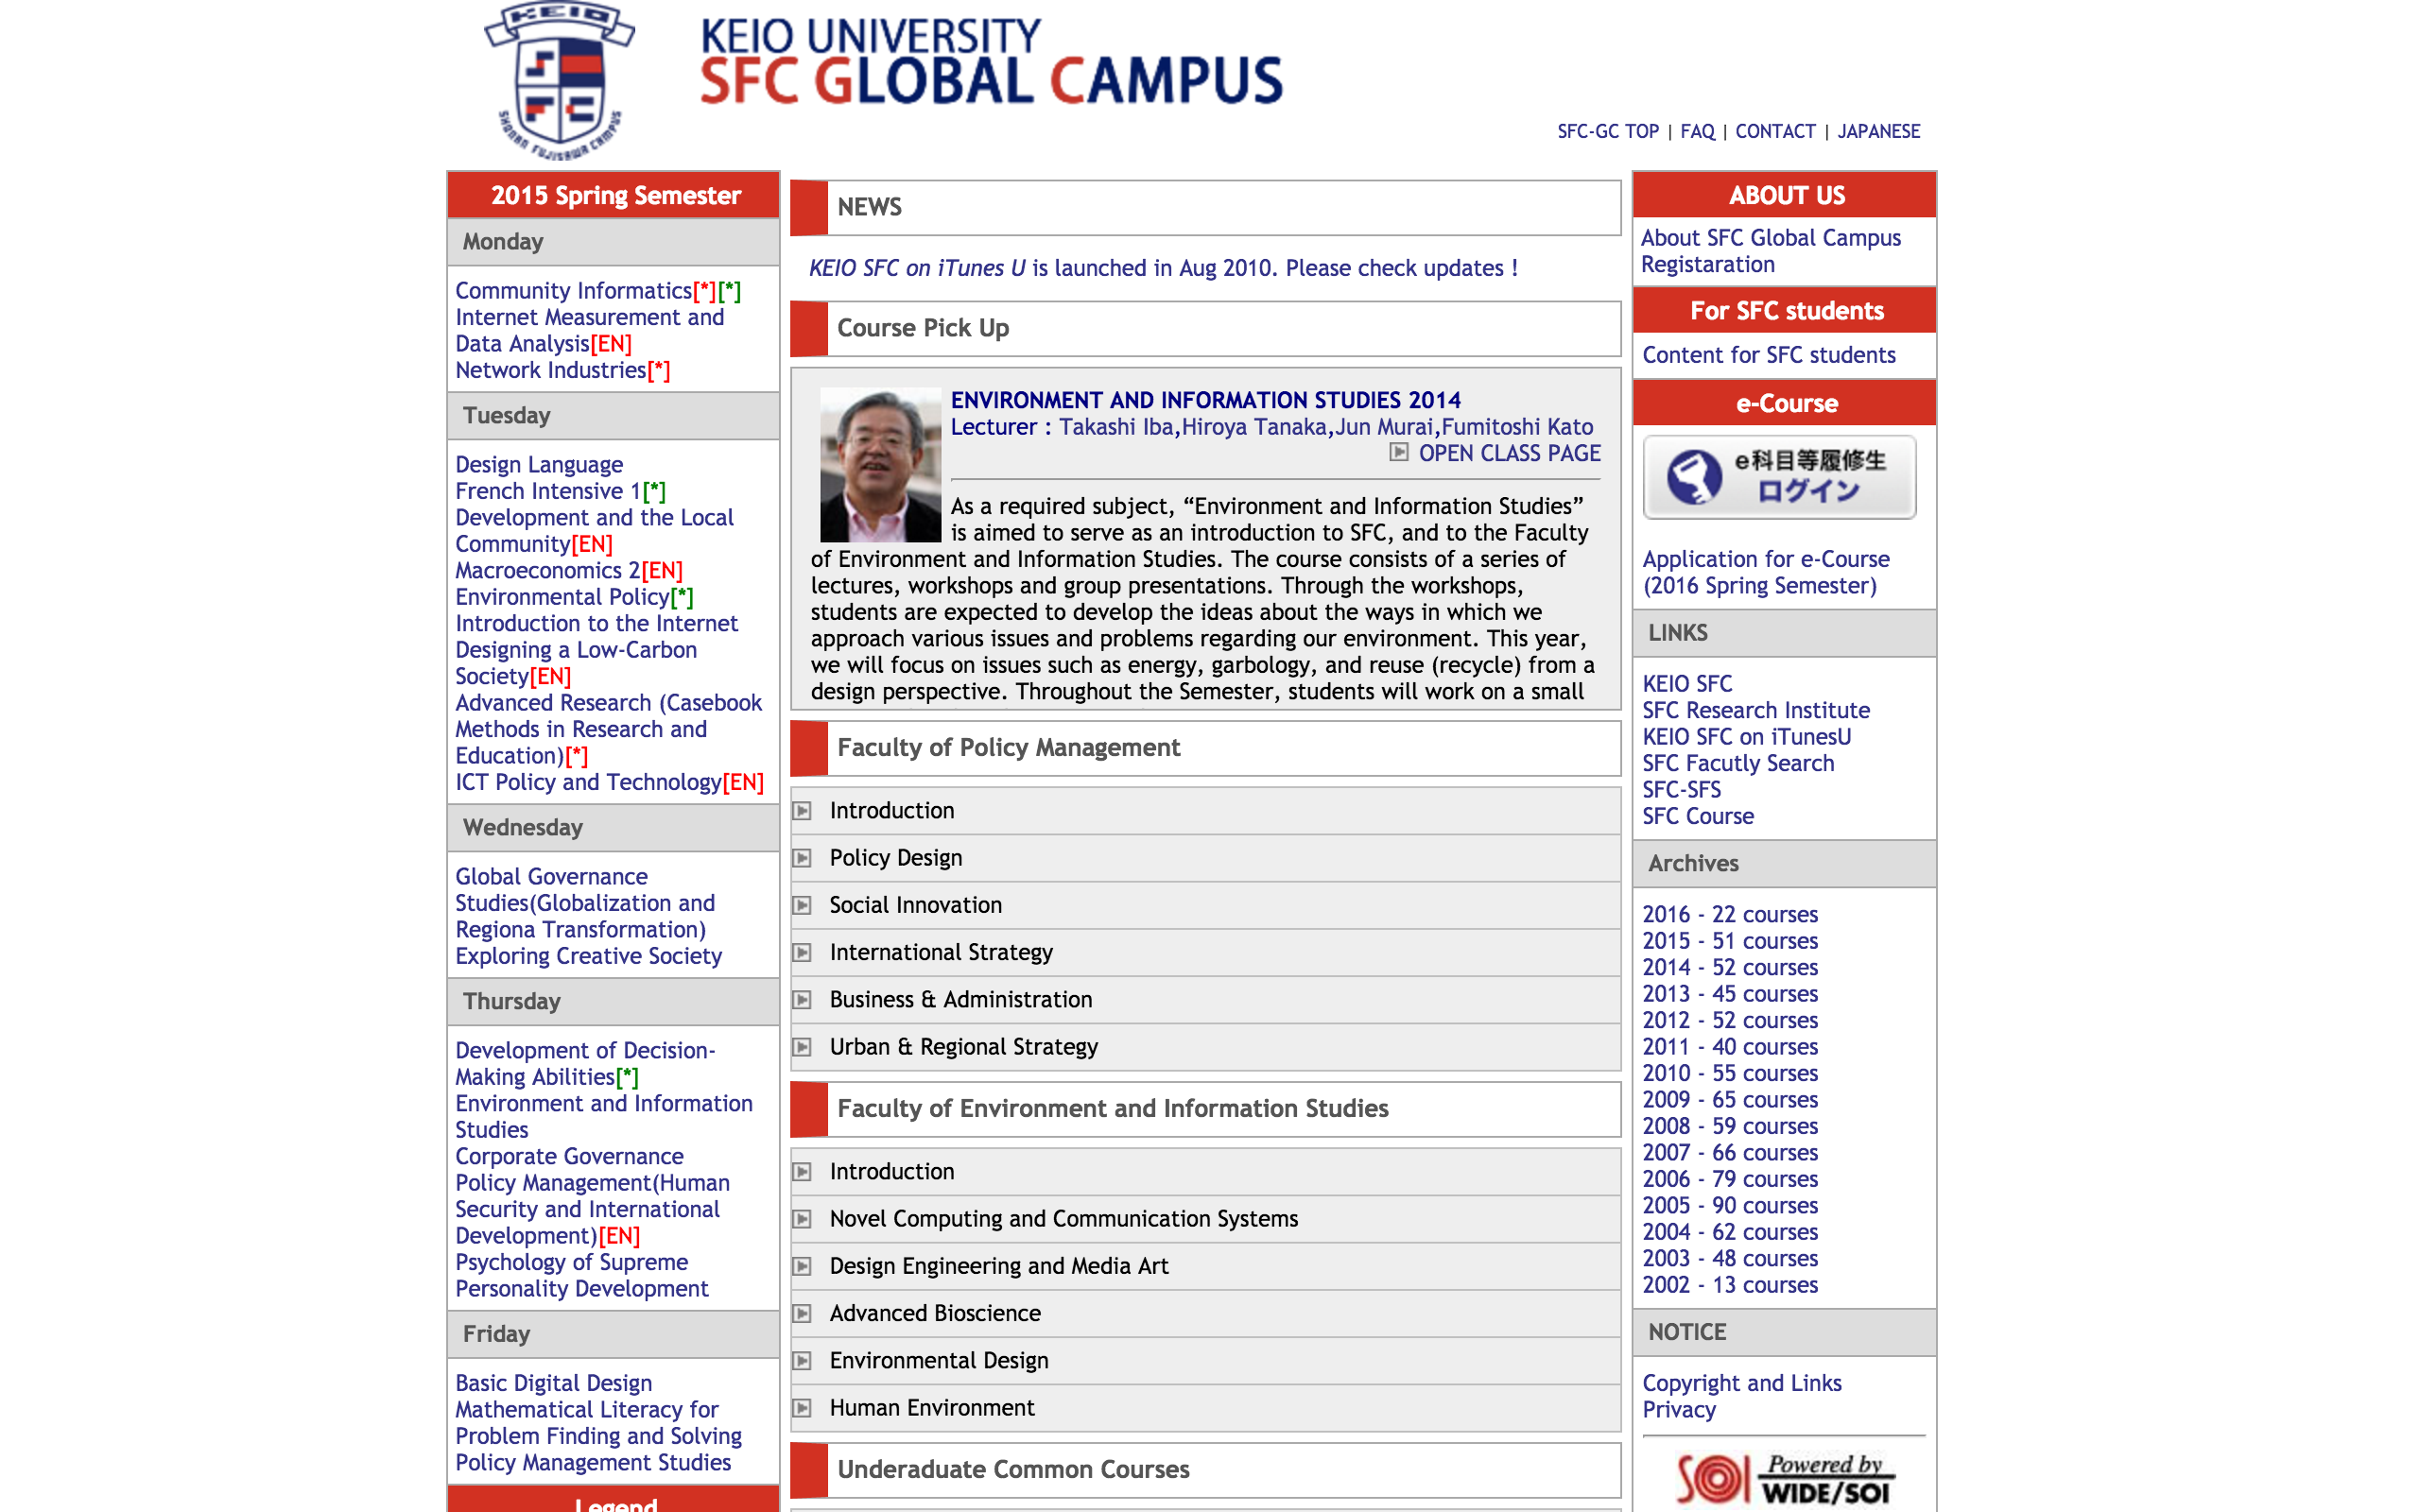 KEIO
S
F C
SHONAN FUJISAWA CAMPUS
KEIO UNIVERSITY
SFC GLOBAL CAMPUS
SFC-GC TOP | FAQ | CONTACT | JAPANESE
2015 Spring Semester
Monday
Community Informatics[*][*]
Internet Measurement and
Data Analysis[EN]
Network Industries[*]
Tuesday
Design Language
French Intensive 1[*]
Development and the Local
Community[EN]
Macroeconomics 2[EN]
Environmental Policy[*]
Introduction to the Internet
Designing a Low-Carbon
Society[EN]
Advanced Research (Casebook
Methods in Research and
Education)[*]
ICT Policy and Technology[EN]
Wednesday
Global Governance
Studies(Globalization and
Regiona Transformation)
Exploring Creative Society
Thursday
Development of Decision-
Making Abilities[*]
Environment and Information
Studies
Corporate Governance
Policy Management(Human
Security and International
Development)[EN]
Psychology of Supreme
Personality Development
Friday
Basic Digital Design
Mathematical Literacy for
Problem Finding and Solving
Policy Management Studies
Legend
NEWS
KEIO SFC on iTunes U is launched in Aug 2010. Please check updates !
Course Pick Up
ENVIRONMENT AND INFORMATION STUDIES 2014
Lecturer : Takashi Iba,Hiroya Tanaka,Jun Murai,Fumitoshi Kato
OPEN CLASS PAGE
As a required subject, “Environment and Information Studies”
is aimed to serve as an introduction to SFC, and to the Faculty
of Environment and Information Studies. The course consists of a series of
lectures, workshops and group presentations. Through the workshops,
students are expected to develop the ideas about the ways in which we
approach various issues and problems regarding our environment. This year,
we will focus on issues such as energy, garbology, and reuse (recycle) from a
design perspective. Throughout the Semester, students will work on a small
Faculty of Policy Management
Introduction
Policy Design
Social Innovation
International Strategy
Business & Administration
Urban & Regional Strategy
Faculty of Environment and Information Studies
Introduction
Novel Computing and Communication Systems
Design Engineering and Media Art
Advanced Bioscience
Environmental Design
Human Environment
Underaduate Common Courses
ABOUT US
About SFC Global Campus
Registaration
For SFC students
Content for SFC students
e-Course
e科目等履修生
ログイン
Application for e-Course
(2016 Spring Semester)
LINKS
KEIO SFC
SFC Research Institute
KEIO SFC on iTunesU
SFC Facutly Search
SFC-SFS
SFC Course
Archives
2016 - 22 courses
2015 - 51 courses
2014 - 52 courses
2013 - 45 courses
2012 - 52 courses
2011 - 40 courses
2010 - 55 courses
2009 - 65 courses
2008 - 59 courses
2007 - 66 courses
2006 - 79 courses
2005 - 90 courses
2004 - 62 courses
2003 - 48 courses
2002 - 13 courses
NOTICE
Copyright and Links
Privacy
SOI Powered by
WIDE/SOI